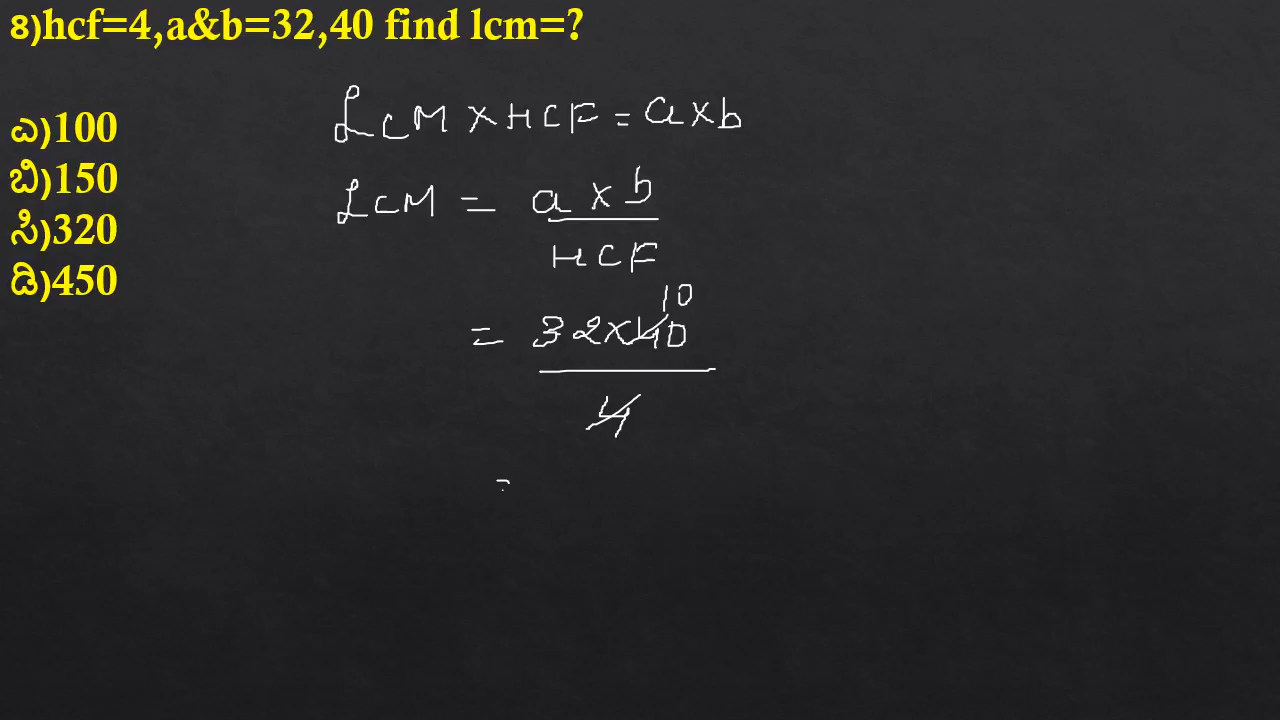 8)hcf=4,a&b=32,40 find lcm=?
ಎ)100
ಬಿ)150
ಸಿ)320
ಡಿ)450
LCM × HCF = a×b
LCM = a × b
HCF
10
= 32×40
4
=